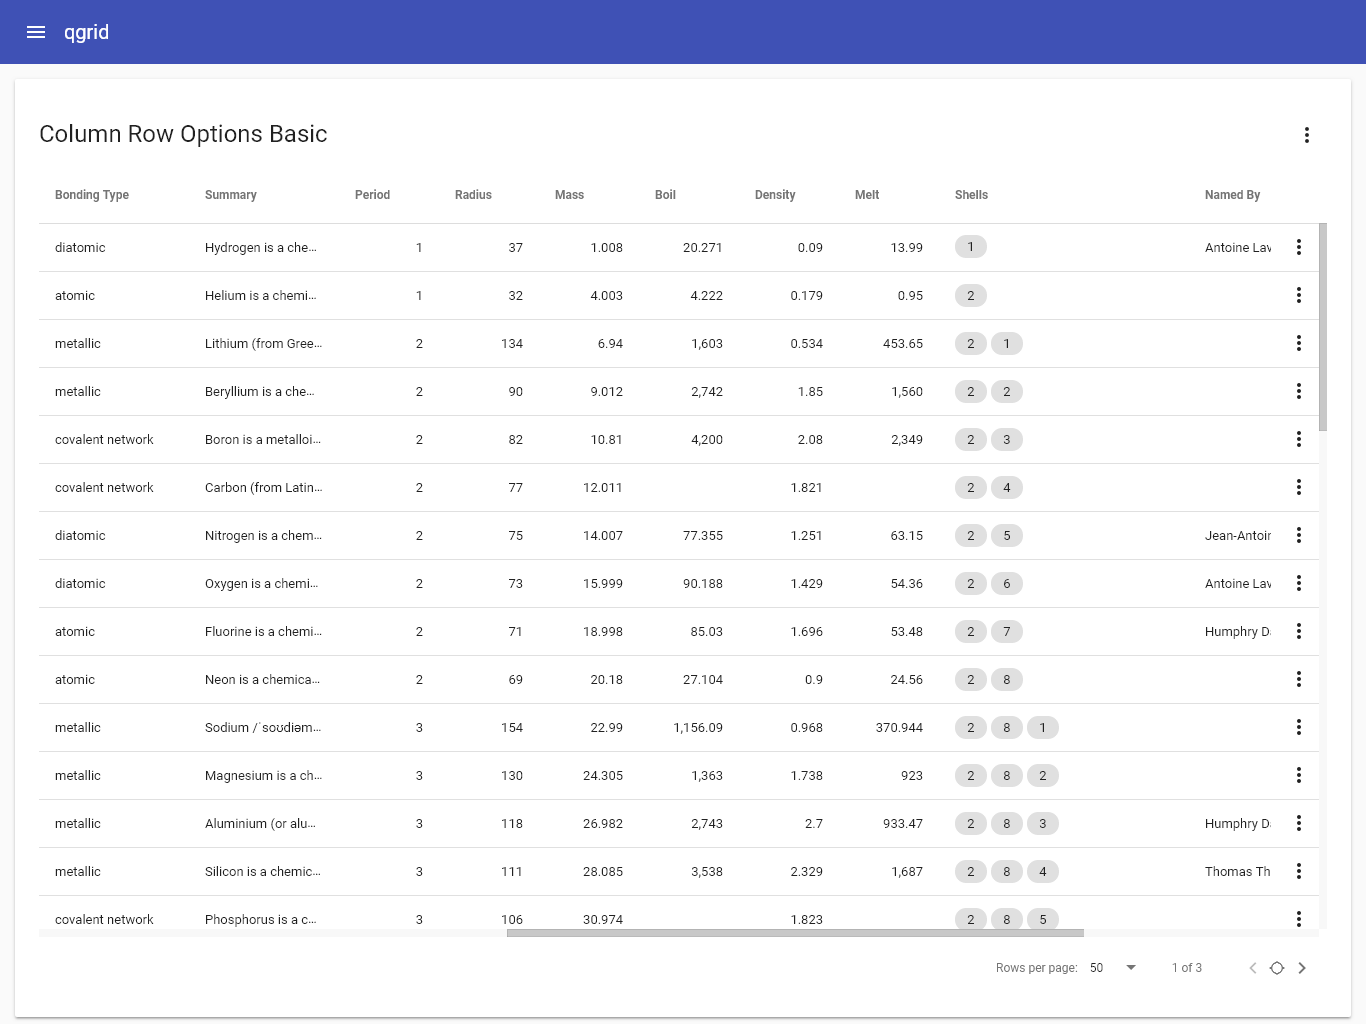 qgrid
Column Row Options Basic
Bonding Type Summary Period Radius Mass Boil Density Melt Shells Named By
diatomic Hydrogen is a che… 1 37 1.008 20.271 0.09 13.99 1 Antoine Lav
atomic Helium is a chemi… 1 32 4.003 4.222 0.179 0.95 2
metallic Lithium (from Gree… 2 134 6.94 1,603 0.534 453.65 2 1
metallic Beryllium is a che… 2 90 9.012 2,742 1.85 1,560 2 2
covalent network Boron is a metalloi… 2 82 10.81 4,200 2.08 2,349 2 3
covalent network Carbon (from Latin… 2 77 12.011 1.821 2 4
diatomic Nitrogen is a chem… 2 75 14.007 77.355 1.251 63.15 2 5 Jean-Antoin
diatomic Oxygen is a chemi… 2 73 15.999 90.188 1.429 54.36 2 6 Antoine Lav
atomic Fluorine is a chemi… 2 71 18.998 85.03 1.696 53.48 2 7 Humphry D
atomic Neon is a chemica… 2 69 20.18 27.104 0.9 24.56 2 8
metallic Sodium /ˈsoʊdiəm… 3 154 22.99 1,156.09 0.968 370.944 2 8 1
metallic Magnesium is a ch… 3 130 24.305 1,363 1.738 923 2 8 2
metallic Aluminium (or alu… 3 118 26.982 2,743 2.7 933.47 2 8 3 Humphry D
metallic Silicon is a chemic… 3 111 28.085 3,538 2.329 1,687 2 8 4 Thomas Th
covalent network Phosphorus is a c… 3 106 30.974 1.823 2 8 5
Rows per page: 50 1 of 3